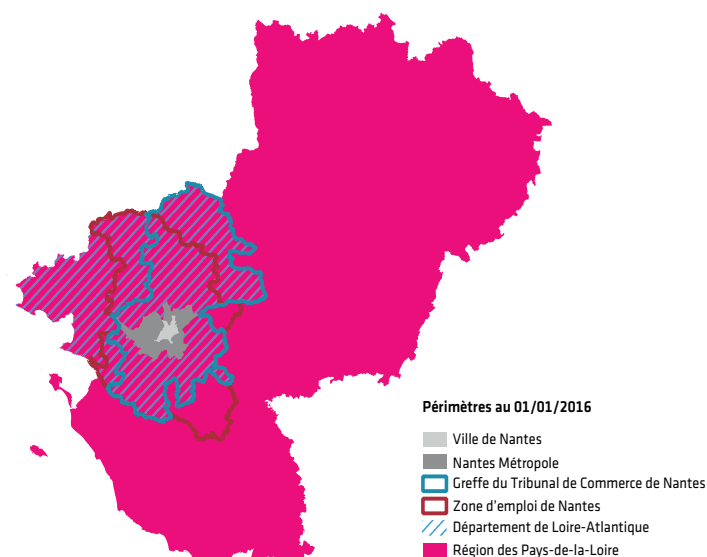 Périmètres au 01/01/2016
Ville de Nantes
Nantes Métropole
Greffe du Tribunal de Commerce de Nantes
Zone d'emploi de Nantes
Département de Loire-Atlantique
Région des Pays-de-la-Loire